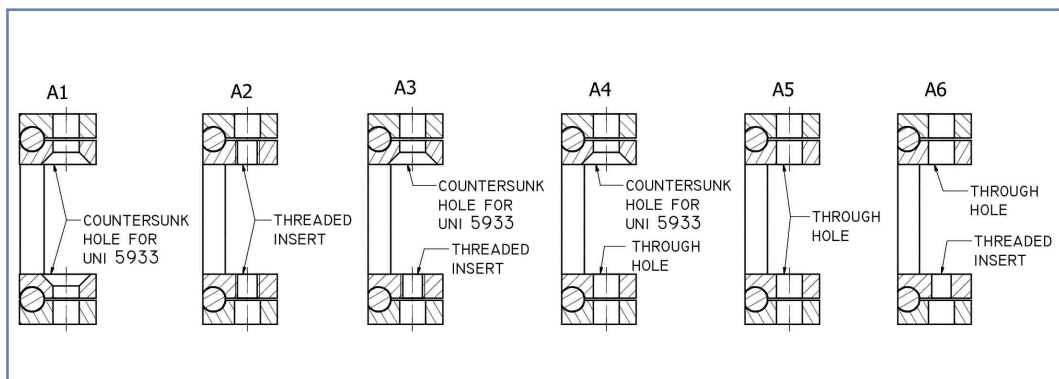 A1
A2
A3
A4
A5
A6
COUNTERSUNK
HOLE FOR
UNI 5933
THREADED
INSERT
COUNTERSUNK
HOLE FOR
UNI 5933
THREADED
INSERT
COUNTERSUNK
HOLE FOR
UNI 5933
THROUGH
HOLE
THROUGH
HOLE
THROUGH
HOLE
THREADED
INSERT